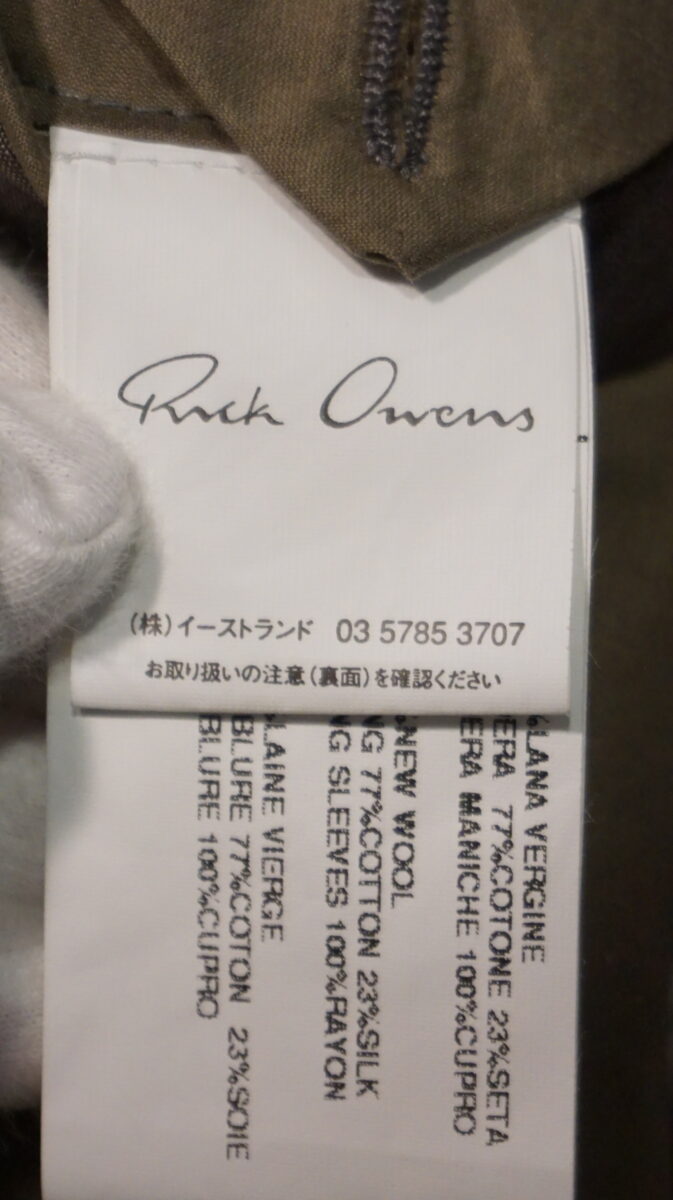 Rick Owens
(株)イーストランド 03 5785 3707
お取り扱いの注意(裏面)を確認ください
%LANA VERGINE
ERA 77%COTONE 23%SETA
ERA MANICHE 100%CUPRO
%NEW WOOL
NG 77%COTTON 23%SILK
NG SLEEVES 100%RAYON
%LAINE VIERGE
BLURE 77%COTON 23%SOIE
BLURE 100%CUPRO